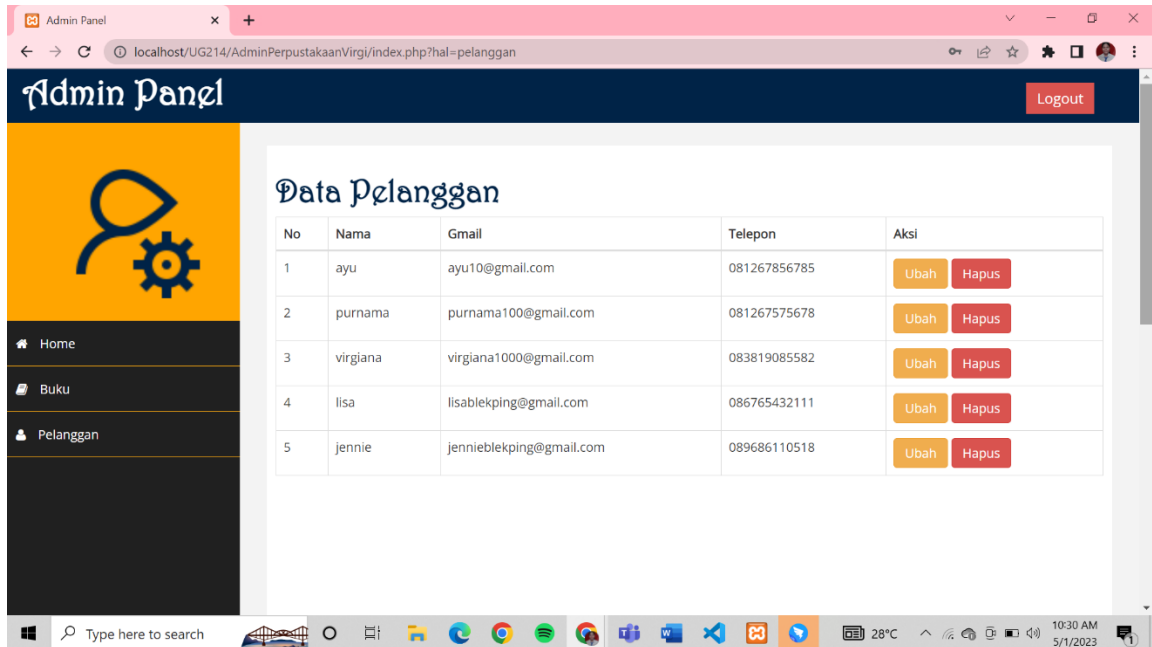 Admin Panel
localhost/UG214/AdminPerpustakaanVirgi/index.php?hal=pelanggan
Admin Panel
Logout
Home
Buku
Pelanggan
Data Pelanggan
No Nama Gmail Telepon Aksi
1 ayu ayu10@gmail.com 081267856785 Ubah Hapus
2 purnama purnama100@gmail.com 081267575678 Ubah Hapus
3 virgiana virgiana1000@gmail.com 083819085582 Ubah Hapus
4 lisa lisablekping@gmail.com 086765432111 Ubah Hapus
5 jennie jennieblekping@gmail.com 089686110518 Ubah Hapus
Type here to search
28°C
10:30 AM
5/1/2023
1